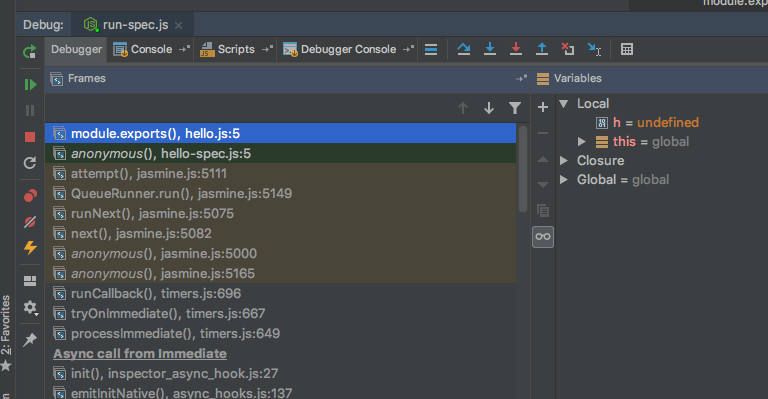 module.exp
Debug: run-spec.js
Debugger Console Scripts Debugger Console
Frames
Variables
module.exports(), hello.js:5
anonymous(), hello-spec.js:5
attempt(), jasmine.js:5111
QueueRunner.run(), jasmine.js:5149
runNext(), jasmine.js:5075
next(), jasmine.js:5082
anonymous(), jasmine.js:5000
anonymous(), jasmine.js:5165
runCallback(), timers.js:696
tryOnImmediate(), timers.js:667
processImmediate(), timers.js:649
Async call from Immediate
init(), inspector_async_hook.js:27
emitInitNative(), async_hooks.js:137
Local
h = undefined
this = global
Closure
Global = global
2: Favorites